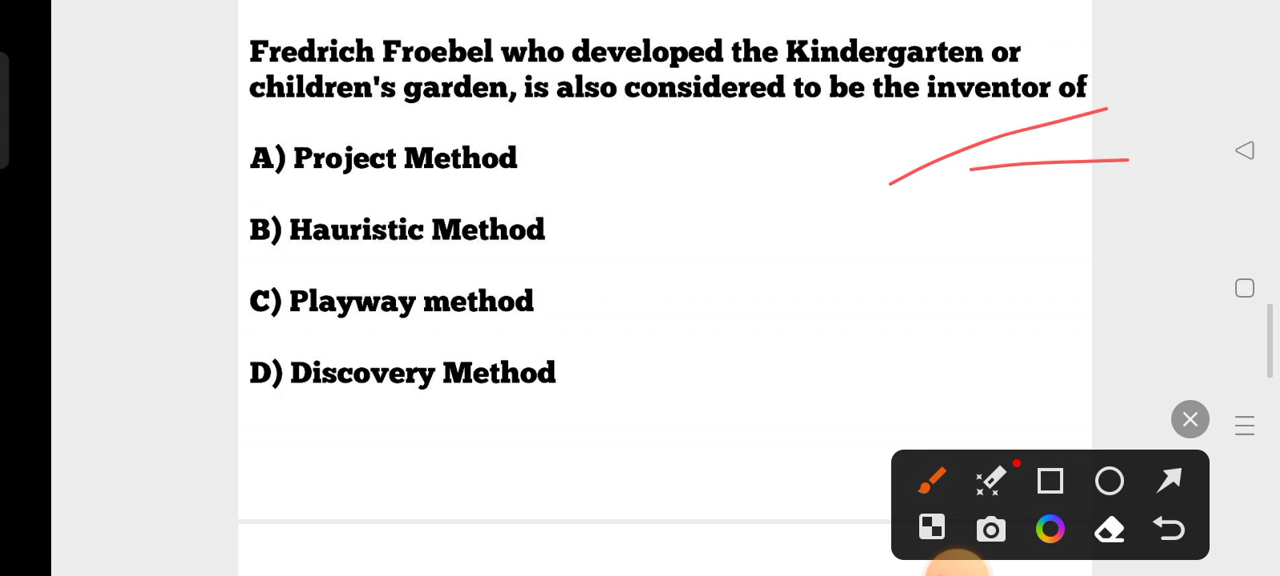 Fredrich Froebel who developed the Kindergarten or
children's garden, is also considered to be the inventor of
A) Project Method
B) Hauristic Method
C) Playway method
D) Discovery Method